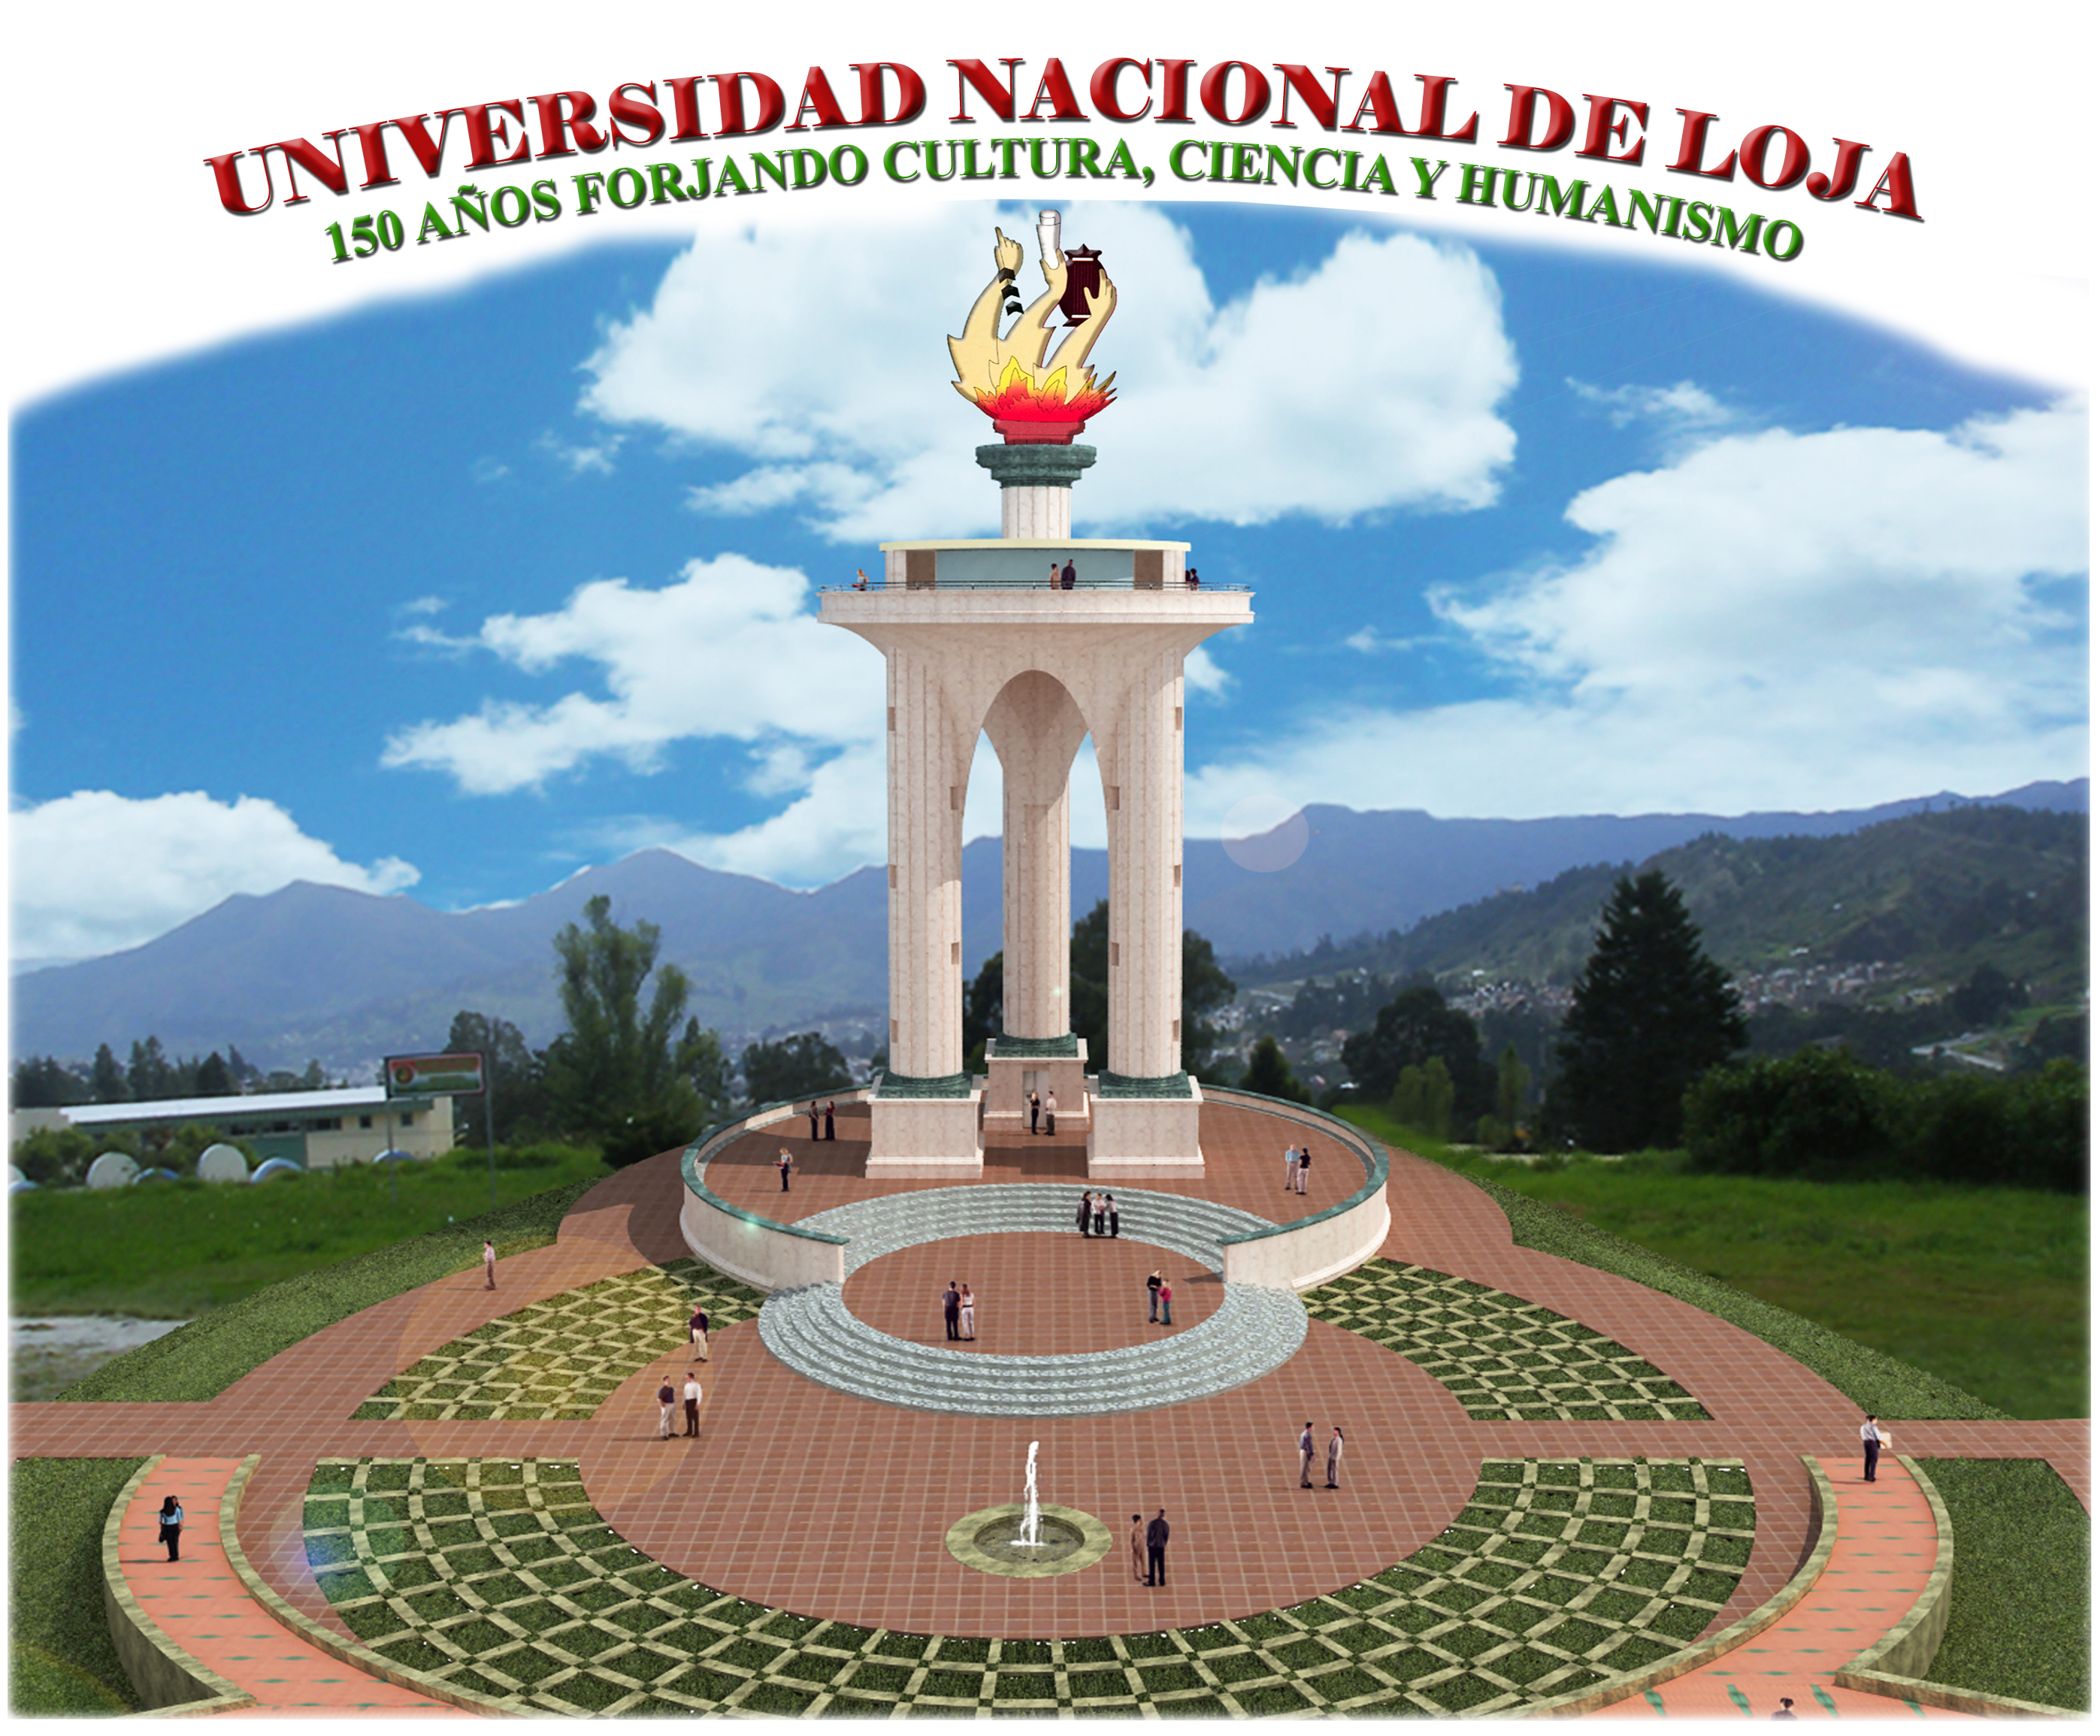 UNIVERSIDAD NACIONAL DE LOJA
150 AÑOS FORJANDO CULTURA, CIENCIA Y HUMANISMO